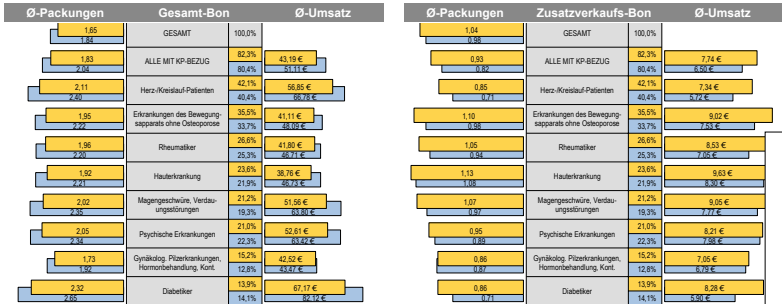 Ø-Packungen Gesamt-Bon Ø-Umsatz
1,65 GESAMT 100,0%
1.84
1,83 ALLE MIT KP-BEZUG 82,3% 43,19 €
2.04 80,4% 51.11 €
2,11 Herz-/Kreislauf-Patienten 42,1% 56,85 €
2.40 40,4% 66.78 €
1,95 Erkrankungen des Bewegung- 35,5% 41,11 €
2.22 sapparats ohne Osteoporose 33,7% 48.09 €
1,96 Rheumatiker 26,6% 41,80 €
2.20 25,3% 46.71 €
1,92 Hauterkrankung 23,6% 38,76 €
2.21 21,9% 46.73 €
2,02 Magengeschwüre, Verdau- 21,2% 51,56 €
2.35 ungsstörungen 19,3% 63.80 €
2,05 Psychische Erkrankungen 21,0% 52,61 €
2.34 22,3% 63.42 €
1,73 Gynäkolog. Pilzerkrankungen, 15,2% 42,52 €
1.92 Hormonbehandlung, Kont. 12,8% 43,47 €
2,32 Diabetiker 13,9% 67,17 €
2.65 14,1% 82.12 €
Ø-Packungen Zusatzverkaufs-Bon Ø-Umsatz
1,04 GESAMT 100,0%
0.98
0,93 ALLE MIT KP-BEZUG 82,3% 7,74 €
0.82 80,4% 6.50 €
0,85 Herz-/Kreislauf-Patienten 42,1% 7,34 €
0.71 40,4% 5.72 €
1,10 Erkrankungen des Bewegung- 35,5% 9,02 €
0.98 sapparats ohne Osteoporose 33,7% 7.53 €
1,05 Rheumatiker 26,6% 8,53 €
0.94 25,3% 7.05 €
1,13 Hauterkrankung 23,6% 9,63 €
1.08 21,9% 8.30 €
1,07 Magengeschwüre, Verdau- 21,2% 9,05 €
0.97 ungsstörungen 19,3% 7.77 €
0,95 Psychische Erkrankungen 21,0% 8,21 €
0.89 22,3% 7.98 €
0,86 Gynäkolog. Pilzerkrankungen, 15,2% 7,05 €
0.87 Hormonbehandlung, Kont. 12,8% 6.79 €
0,86 Diabetiker 13,9% 8,28 €
0.71 14,1% 5.90 €